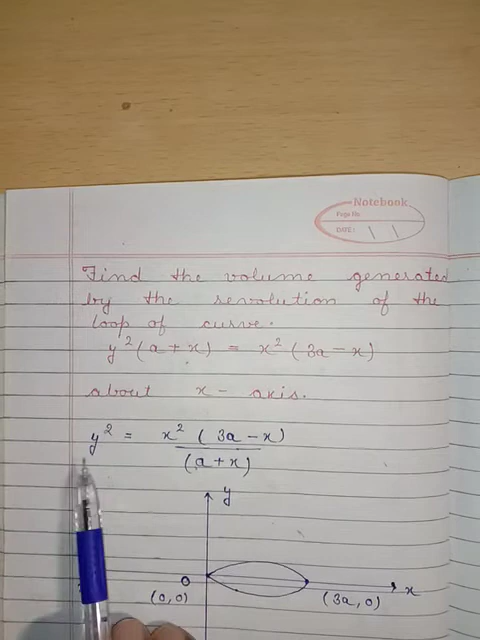 Notebook
Page No.
DATE:
Find the volume generated
by the revolution of the
loop of curve.
y²(a+x) = x²(3a-x)
about x-axis.
y² = x²(3a-x)
(a+x)
y
O x
(0,0) (3a,0)